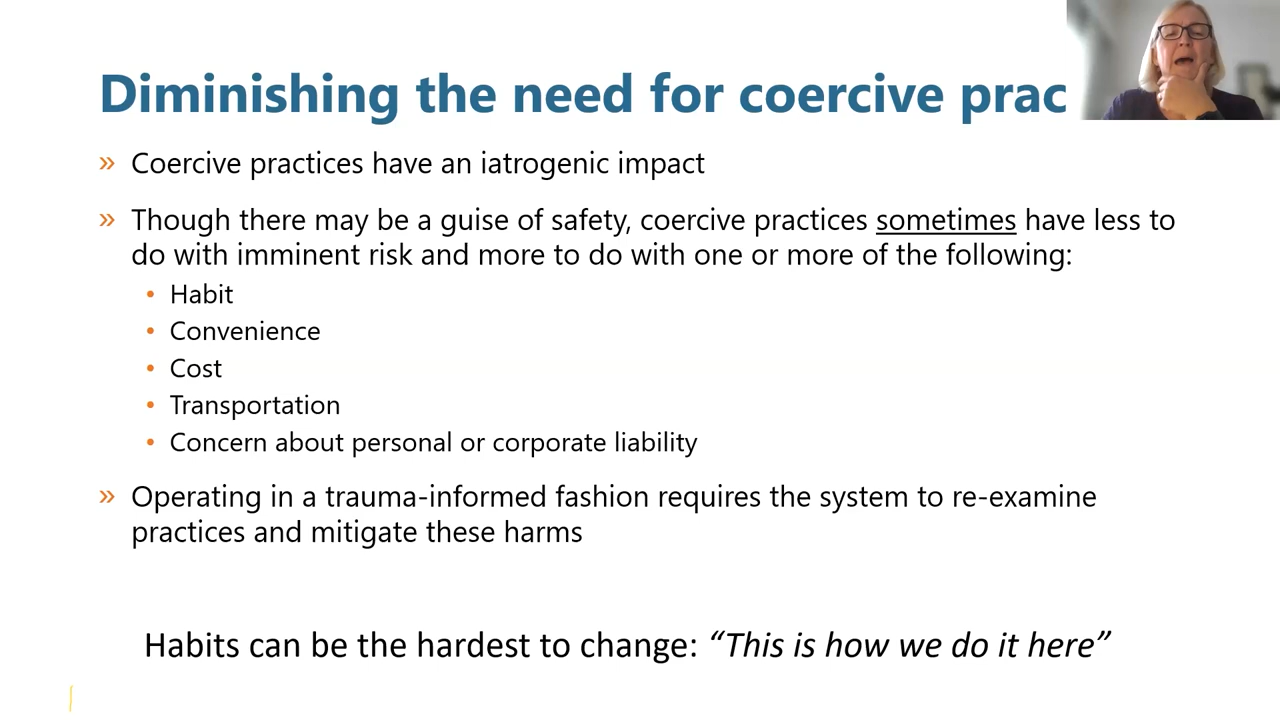 Diminishing the need for coercive prac
» Coercive practices have an iatrogenic impact
» Though there may be a guise of safety, coercive practices sometimes have less to
do with imminent risk and more to do with one or more of the following:
• Habit
• Convenience
• Cost
• Transportation
• Concern about personal or corporate liability
» Operating in a trauma-informed fashion requires the system to re-examine
practices and mitigate these harms
Habits can be the hardest to change: “This is how we do it here”